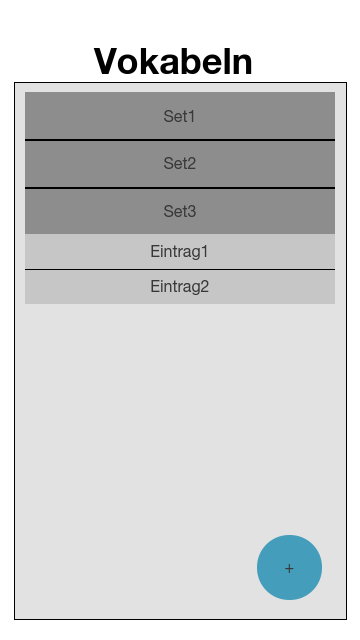 Vokabeln
Set1
Set2
Set3
Eintrag1
Eintrag2
+